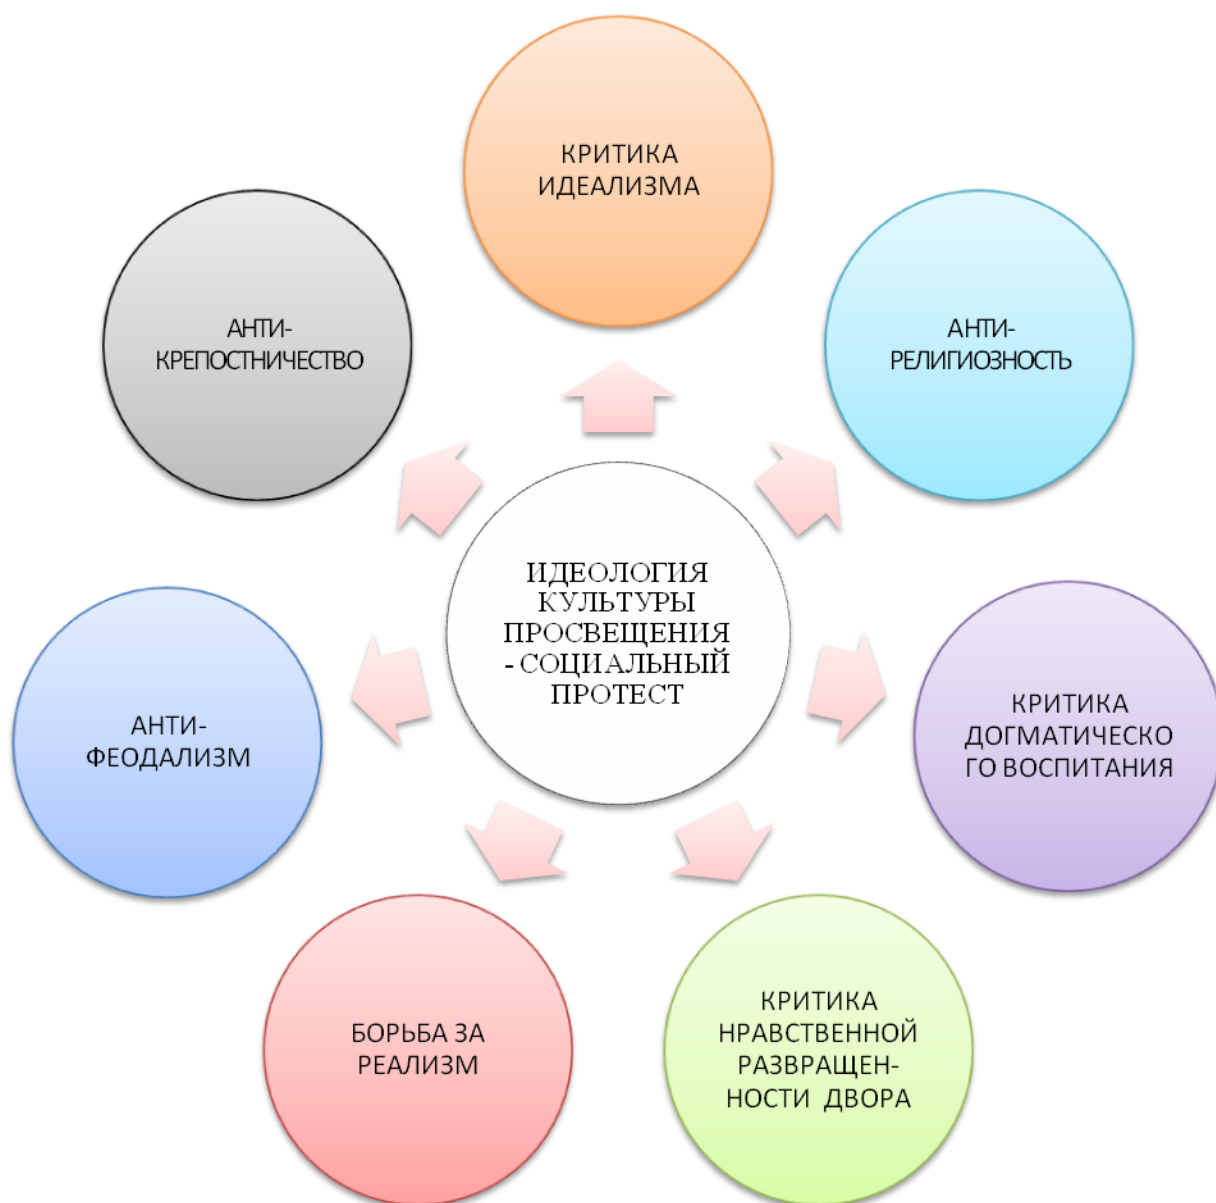 КРИТИКА
ИДЕАЛИЗМА
АНТИ-
РЕЛИГИОЗНОСТЬ
КРИТИКА
ДОГМАТИЧЕСКО
ГО ВОСПИТАНИЯ
КРИТИКА
НРАВСТВЕННОЙ
РАЗВРАЩЕН-
НОСТИ ДВОРА
БОРЬБА ЗА
РЕАЛИЗМ
АНТИ-
ФЕОДАЛИЗМ
АНТИ-
КРЕПОСТНИЧЕСТВО
ИДЕОЛОГИЯ
КУЛЬТУРЫ
ПРОСВЕЩЕНИЯ
- СОЦИАЛЬНЫЙ
ПРОТЕСТ